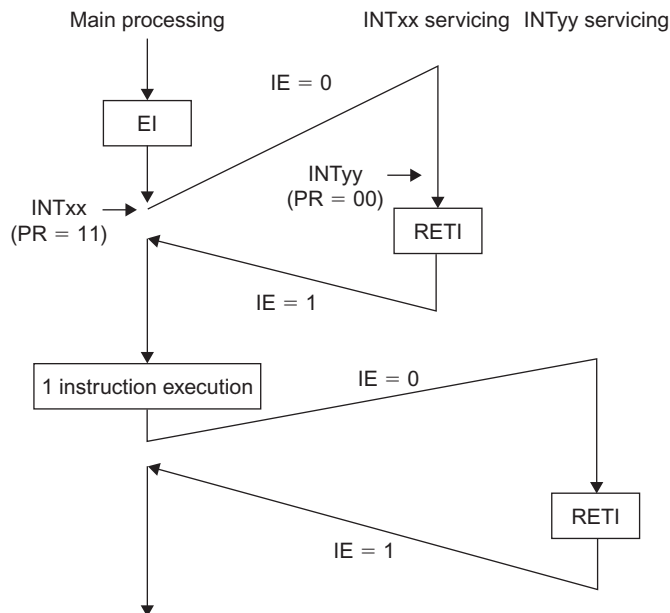 Main processing
INTxx servicing
INTyy servicing
IE = 0
EI
INTxx
(PR = 11)
INTyy
(PR = 00)
RETI
IE = 1
1 instruction execution
IE = 0
RETI
IE = 1